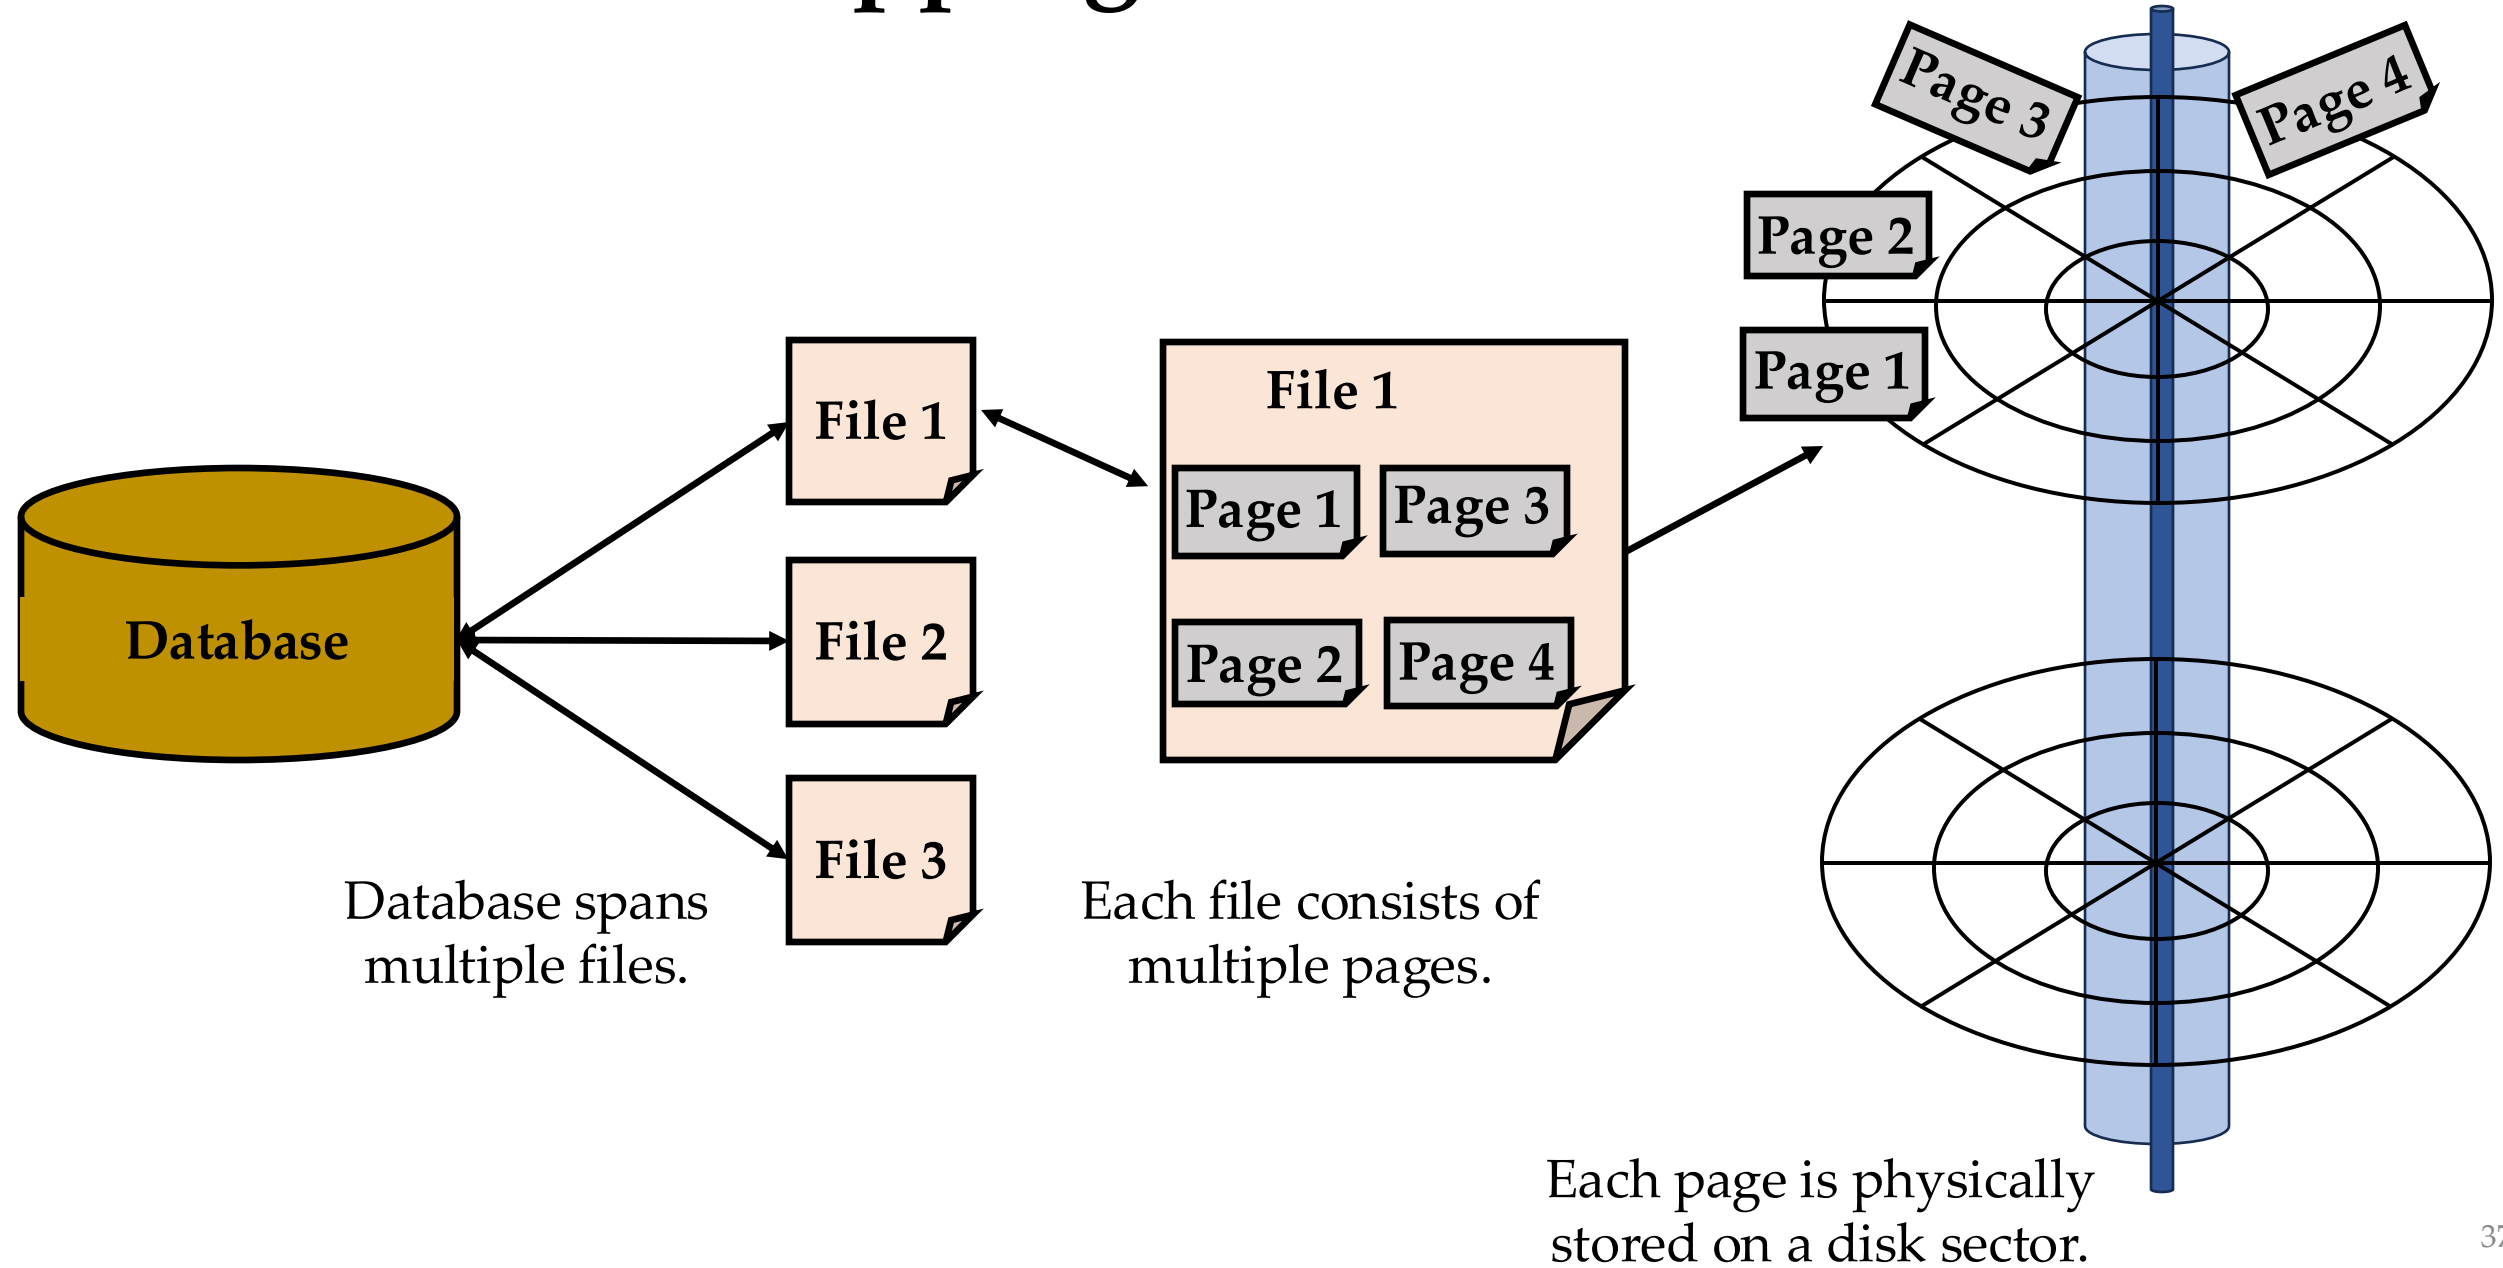 Page 3
Page 4
Page 2
Page 1
File 1
File 1
Page 1
Page 3
Database
File 2
Page 2
Page 4
File 3
Database spans
multiple files.
Each file consists of
multiple pages.
Each page is physically
stored on a disk sector.